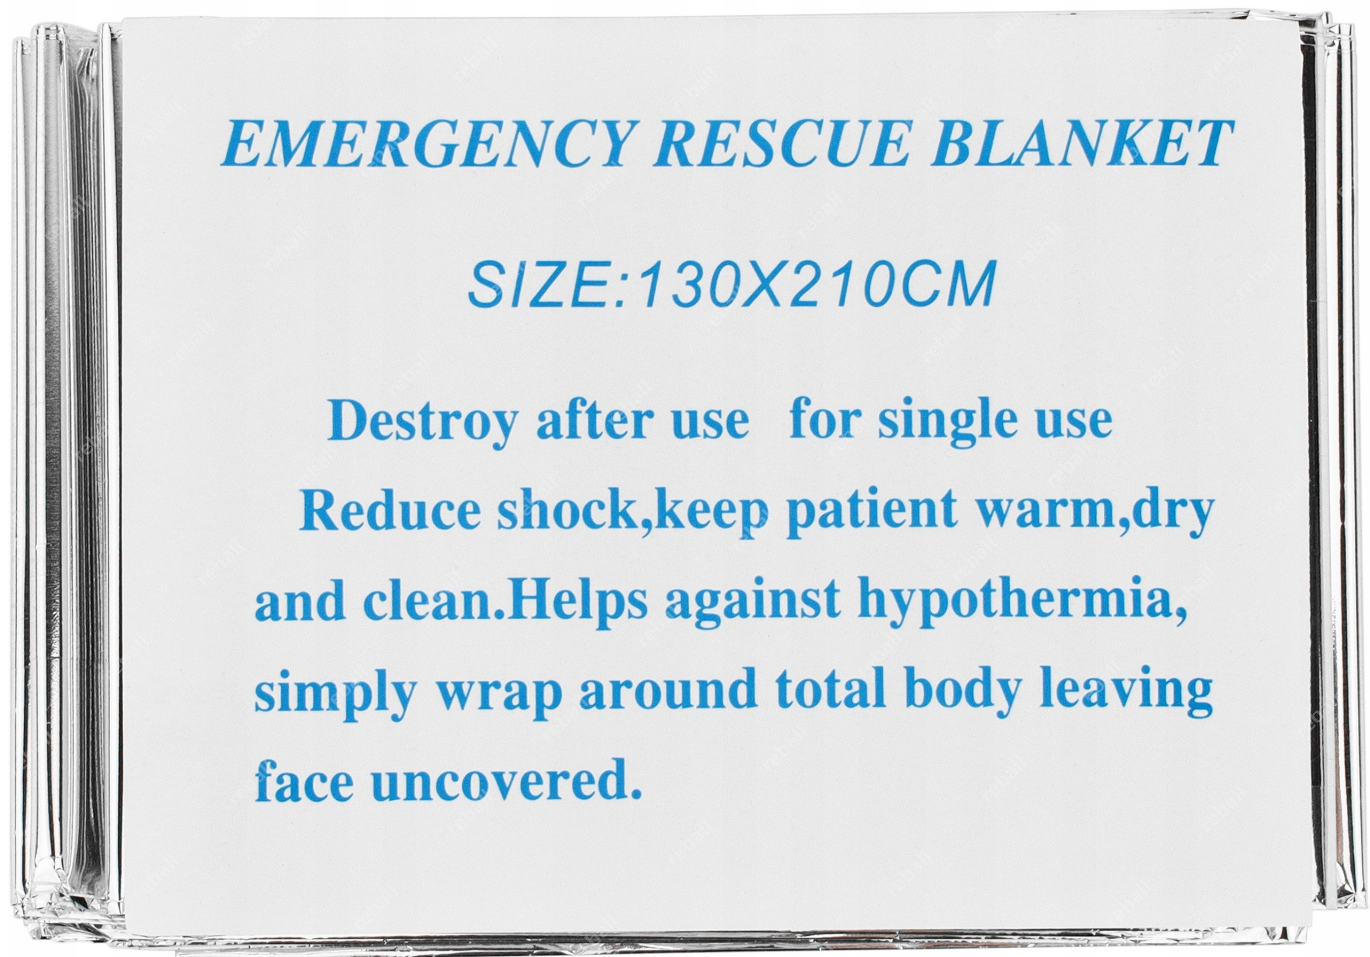 EMERGENCY RESCUE BLANKET
SIZE:130X210CM
Destroy after use for single use
Reduce shock,keep patient warm,dry
and clean.Helps against hypothermia,
simply wrap around total body leaving
face uncovered.